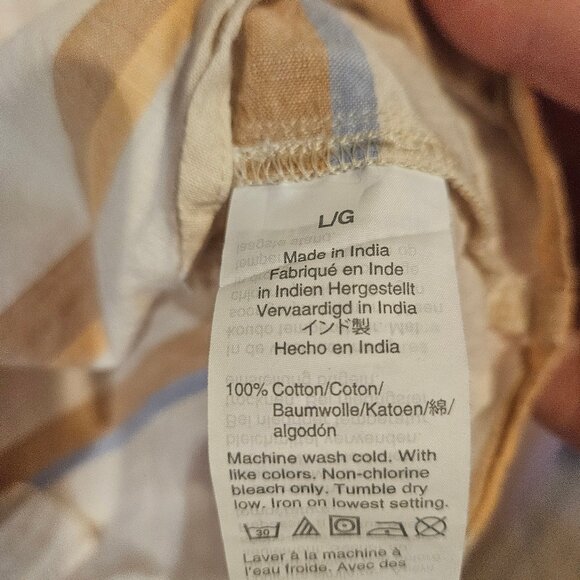 L/G
Made in India
Fabriqué en Inde
in Indien Hergestellt
Vervaardigd in India
インド製
Hecho en India
100% Cotton/Coton/
Baumwolle/Katoen/綿/
algodón
Machine wash cold. With
like colors. Non-chlorine
bleach only. Tumble dry
low. Iron on lowest setting.
30
Laver à la machine à
l'eau froide. Avec des